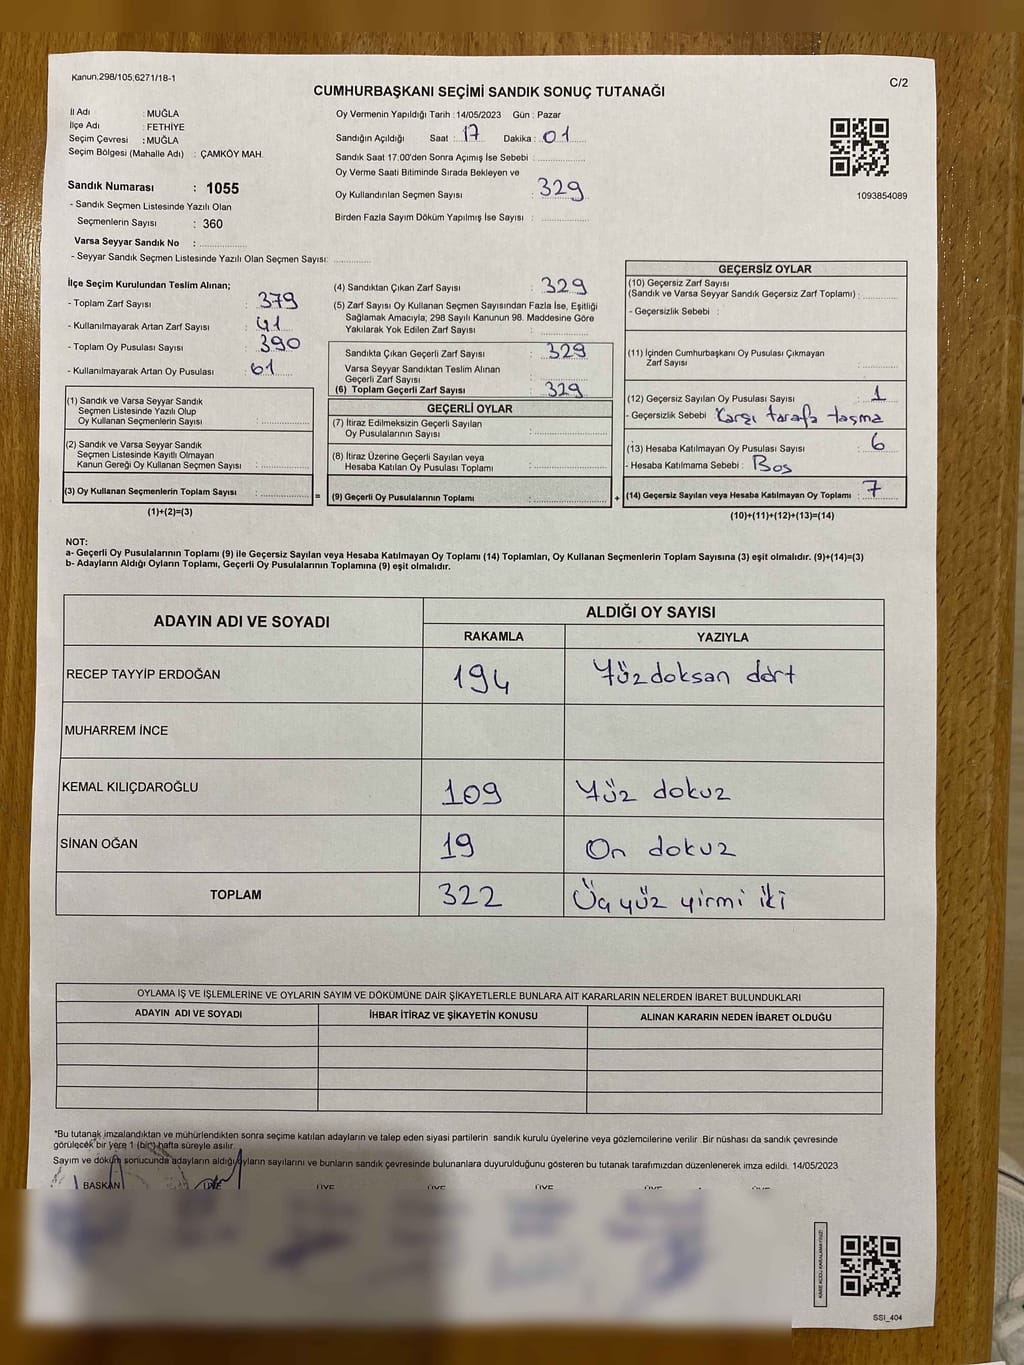 Kanun,298/105,6271/18-1
C/2
CUMHURBAŞKANI SEÇİMİ SANDIK SONUÇ TUTANAĞI
İl Adı : MUĞLA
İlçe Adı : FETHİYE
Seçim Çevresi : MUĞLA
Seçim Bölgesi (Mahalle Adı) : ÇAMKÖY MAH.
Sandık Numarası : 1055
- Sandık Seçmen Listesinde Yazılı Olan
Seçmenlerin Sayısı : 360
Varsa Seyyar Sandık No :
- Seyyar Sandık Seçmen Listesinde Yazılı Olan Seçmen Sayısı:
Oy Vermenin Yapıldığı Tarih : 14/05/2023 Gün : Pazar
Sandığın Açıldığı Saat : 17 Dakika : 01
Sandık Saat 17:00'den Sonra Açımış İse Sebebi :
Oy Verme Saati Bitiminde Sırada Bekleyen ve
Oy Kullandırılan Seçmen Sayısı : 329
Birden Fazla Sayım Döküm Yapılmış İse Sayısı :
1093854089
İlçe Seçim Kurulundan Teslim Alınan;
- Toplam Zarf Sayısı : 379
- Kullanılmayarak Artan Zarf Sayısı : 41
- Toplam Oy Pusulası Sayısı : 390
- Kullanılmayarak Artan Oy Pusulası : 61
(1) Sandık ve Varsa Seyyar Sandık
Seçmen Listesinde Yazılı Olup
Oy Kullanan Seçmenlerin Sayısı :
(2) Sandık ve Varsa Seyyar Sandık
Seçmen Listesinde Kayıtlı Olmayan
Kanun Gereği Oy Kullanan Seçmen Sayısı :
(3) Oy Kullanan Seçmenlerin Toplam Sayısı :
(1)+(2)=(3)
(4) Sandıktan Çıkan Zarf Sayısı : 329
(5) Zarf Sayısı Oy Kullanan Seçmen Sayısından Fazla İse, Eşitliği
Sağlamak Amacıyla; 298 Sayılı Kanunun 98. Maddesine Göre
Yakılarak Yok Edilen Zarf Sayısı :
Sandıkta Çıkan Geçerli Zarf Sayısı : 329
Varsa Seyyar Sandıktan Teslim Alınan
Geçerli Zarf Sayısı :
(6) Toplam Geçerli Zarf Sayısı : 329
GEÇERLİ OYLAR
(7) İtiraz Edilmeksizin Geçerli Sayılan
Oy Pusulalarının Sayısı :
(8) İtiraz Üzerine Geçerli Sayılan veya
Hesaba Katılan Oy Pusulası Toplamı :
= (9) Geçerli Oy Pusulalarının Toplamı :
GEÇERSİZ OYLAR
(10) Geçersiz Zarf Sayısı
(Sandık ve Varsa Seyyar Sandık Geçersiz Zarf Toplamı) :
- Geçersizlik Sebebi :
(11) İçinden Cumhurbaşkanı Oy Pusulası Çıkmayan
Zarf Sayısı :
(12) Geçersiz Sayılan Oy Pusulası Sayısı : 1
- Geçersizlik Sebebi : Karşı tarafa taşma
(13) Hesaba Katılmayan Oy Pusulası Sayısı : 6
- Hesaba Katılmama Sebebi : Boş
+ (14) Geçersiz Sayılan veya Hesaba Katılmayan Oy Toplamı : 7
(10)+(11)+(12)+(13)=(14)
NOT:
a- Geçerli Oy Pusulalarının Toplamı (9) ile Geçersiz Sayılan veya Hesaba Katılmayan Oy Toplamı (14) Toplamları, Oy Kullanan Seçmenlerin Toplam Sayısına (3) eşit olmalıdır. (9)+(14)=(3)
b- Adayların Aldığı Oyların Toplamı, Geçerli Oy Pusulalarının Toplamına (9) eşit olmalıdır.
ADAYIN ADI VE SOYADI ALDIĞI OY SAYISI
RAKAMLA YAZIYLA
RECEP TAYYİP ERDOĞAN 194 Yüzdoksan dört
MUHARREM İNCE
KEMAL KILIÇDAROĞLU 109 Yüz dokuz
SİNAN OĞAN 19 On dokuz
TOPLAM 322 Üç yüz yirmi iki
OYLAMA İŞ VE İŞLEMLERİNE VE OYLARIN SAYIM VE DÖKÜMÜNE DAİR ŞİKAYETLERLE BUNLARA AİT KARARLARIN NELERDEN İBARET BULUNDUKLARI
ADAYIN ADI VE SOYADI İHBAR İTİRAZ VE ŞİKAYETİN KONUSU ALINAN KARARIN NEDEN İBARET OLDUĞU
*Bu tutanak imzalandıktan ve mühürlendikten sonra seçime katılan adayların ve talep eden siyasi partilerin sandık kurulu üyelerine veya gözlemcilerine verilir .Bir nüshası da sandık çevresinde
görülecek bir yere 1 (bir) hafta süreyle asılır.
Sayım ve döküm sonucunda adayların aldığı oyların sayılarını ve bunların sandık çevresinde bulunanlara duyurulduğunu gösteren bu tutanak tarafımızdan düzenlenerek imza edildi. 14/05/2023
BAŞKAN ÜYE ÜYE ÜYE ÜYE ÜYE ÜYE
KARE KODU KARALAMAYINIZ!
SSI_404